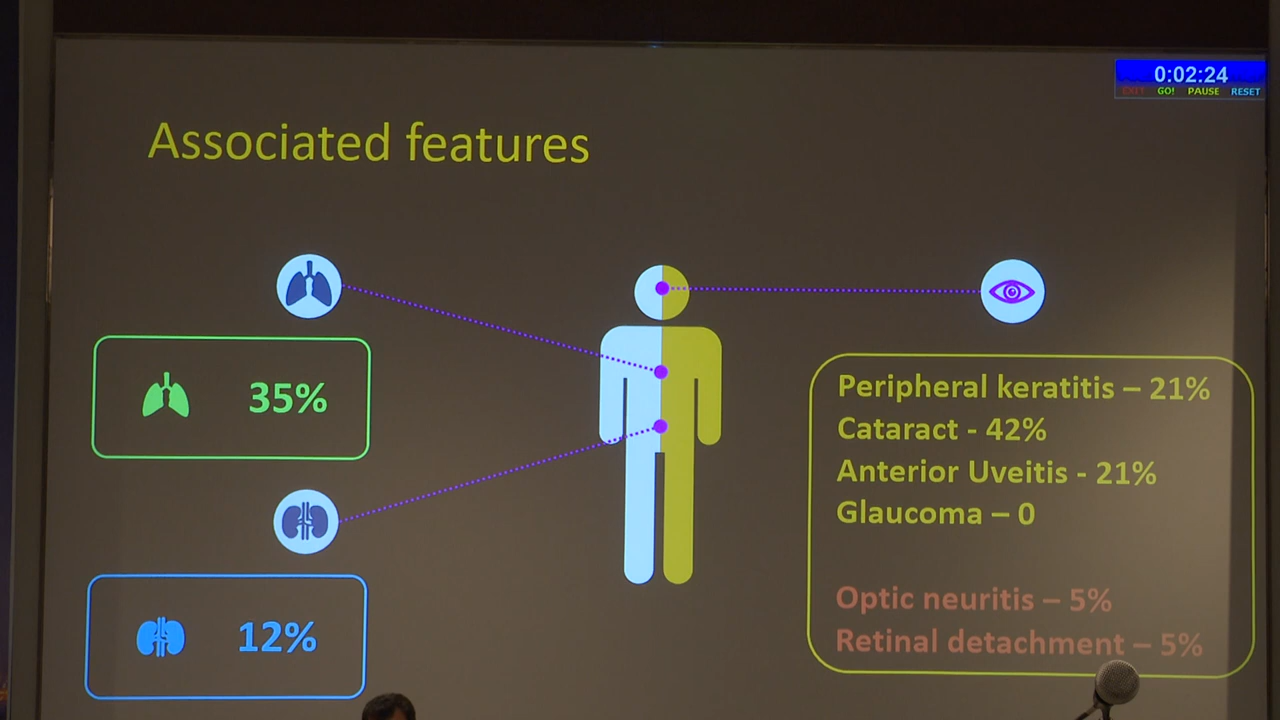 0:02:24
EXIT GO! PAUSE RESET
Associated features
35%
12%
Peripheral keratitis – 21%
Cataract - 42%
Anterior Uveitis - 21%
Glaucoma – 0
Optic neuritis – 5%
Retinal detachment – 5%